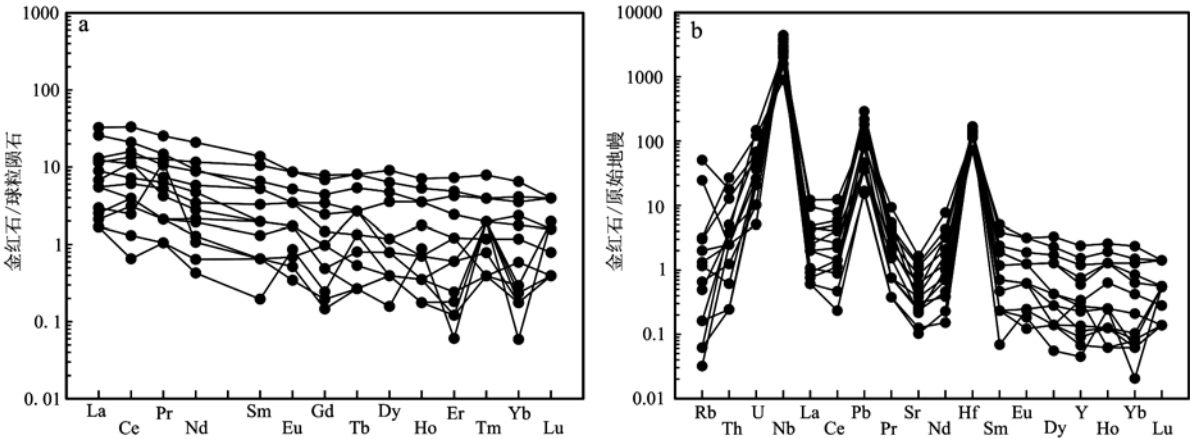 a
1000
100
10
1
0.1
0.01
金红石/球粒陨石
La Ce Pr Nd Sm Eu Gd Tb Dy Ho Er Tm Yb Lu
b
10000
1000
100
10
1
0.1
0.01
金红石/原始地幔
Rb Th U Nb La Ce Pb Pr Sr Nd Hf Sm Eu Dy Y Ho Yb Lu